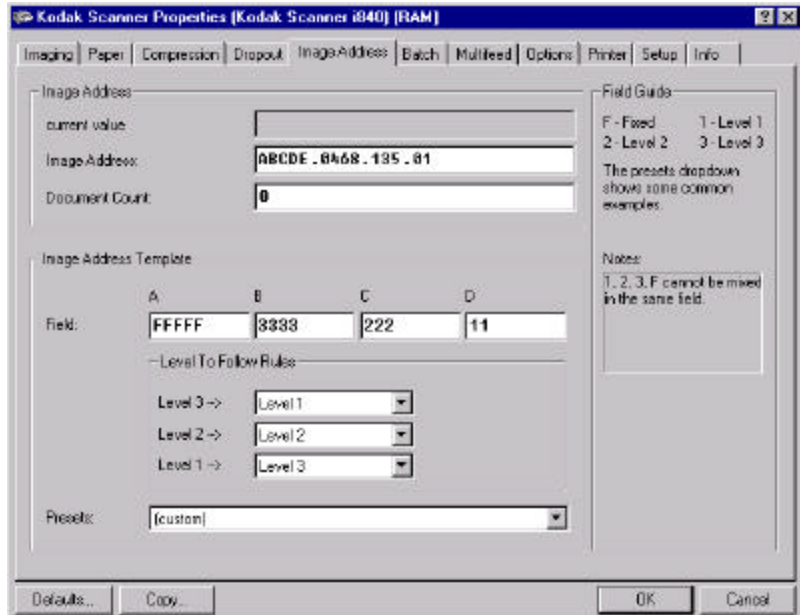 Kodak Scanner Properties (Kodak Scanner i840) [RAM]
Imaging Paper Compression Dropout Image Address Batch Multifeed Options Printer Setup Info
Image Address
current value
Image Address: ABCDE.0468.135.01
Document Count: 0
Field Guide
F - Fixed 1 - Level 1
2 - Level 2 3 - Level 3
The presets dropdown
shows some common
examples.
Image Address Template
A B C D
Field: FFFFF 3333 222 11
Level To Follow Rules
Level 3 -> Level 1
Level 2 -> Level 2
Level 1 -> Level 3
Presets: (custom)
Notes:
1, 2, 3, F cannot be mixed
in the same field.
Defaults... Copy... OK Cancel